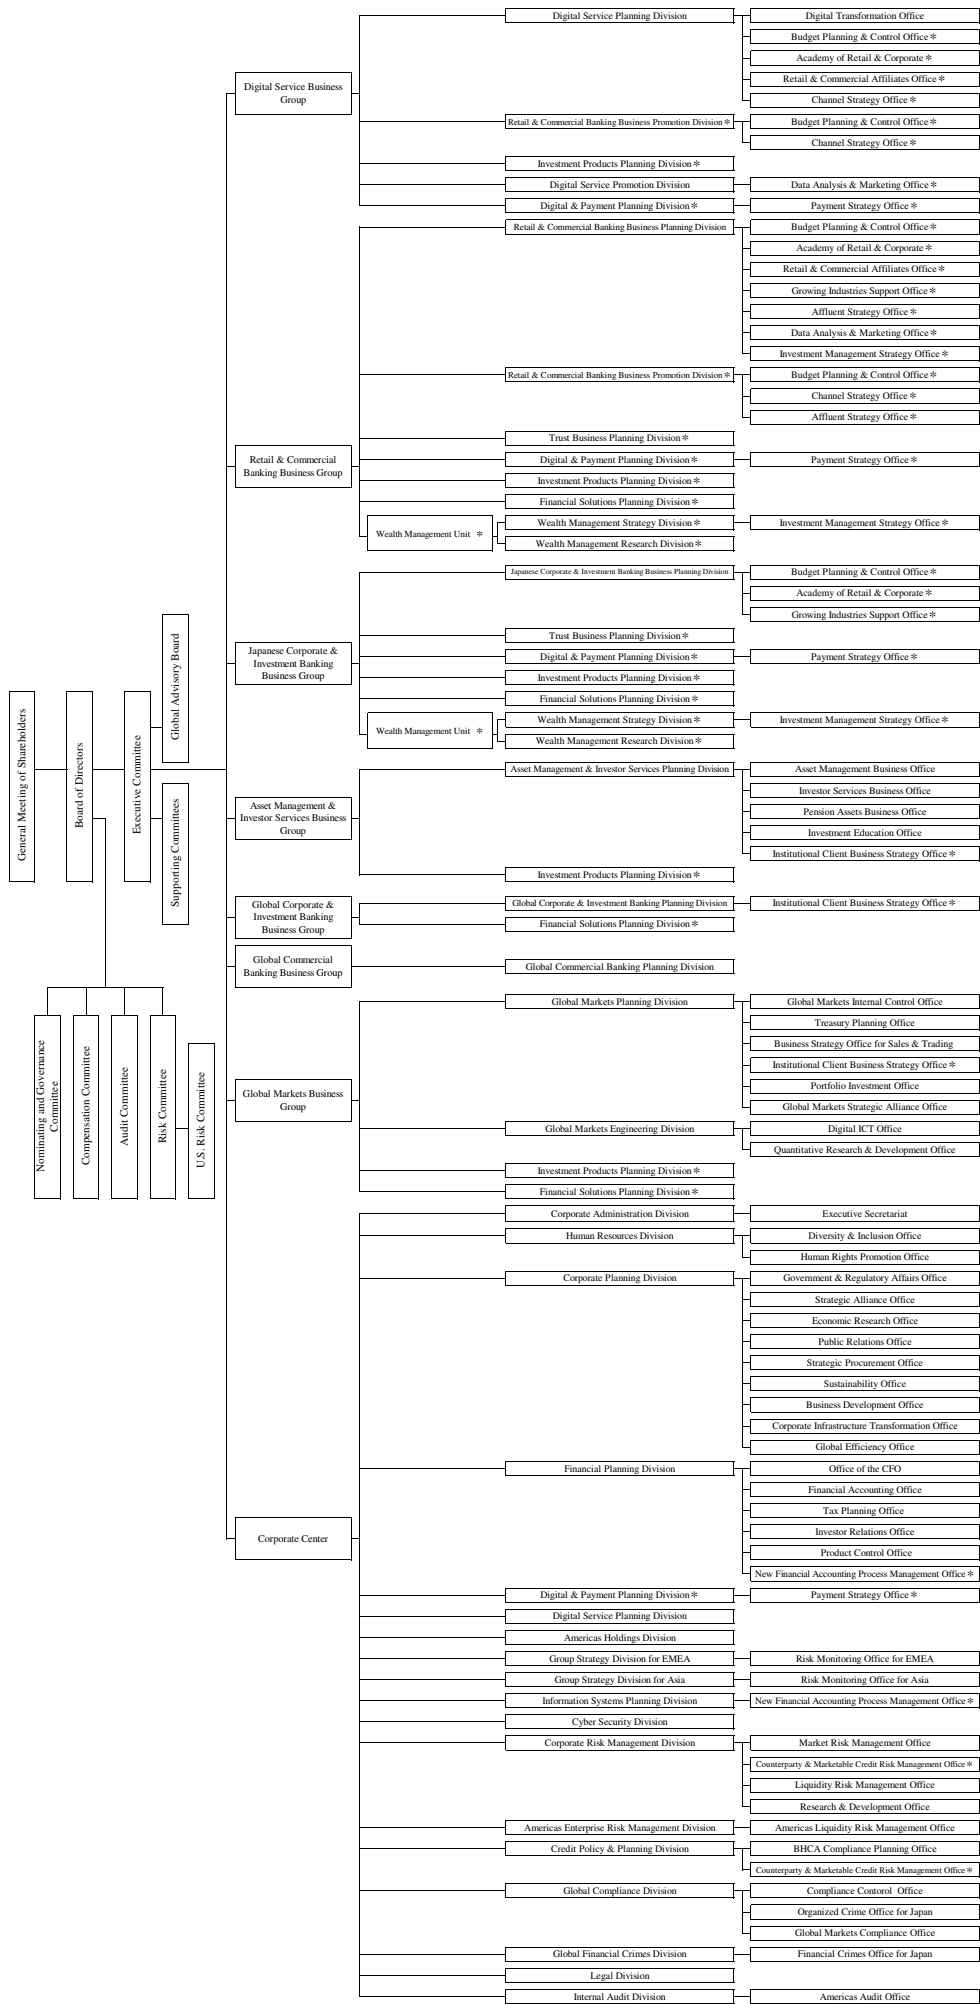 General Meeting of Shareholders
Board of Directors
Executive Committee
Global Advisory Board
Supporting Committees
Nominating and Governance
Committee
Compensation Committee
Audit Committee
Risk Committee
U.S. Risk Committee
Digital Service Business
Group
Digital Service Planning Division
Digital Transformation Office
Budget Planning & Control Office *
Academy of Retail & Corporate *
Retail & Commercial Affiliates Office *
Channel Strategy Office *
Retail & Commercial Banking Business Promotion Division *
Budget Planning & Control Office *
Channel Strategy Office *
Investment Products Planning Division *
Digital Service Promotion Division
Data Analysis & Marketing Office *
Digital & Payment Planning Division *
Payment Strategy Office *
Retail & Commercial
Banking Business Group
Retail & Commercial Banking Business Planning Division
Budget Planning & Control Office *
Academy of Retail & Corporate *
Retail & Commercial Affiliates Office *
Growing Industries Support Office *
Affluent Strategy Office *
Data Analysis & Marketing Office *
Investment Management Strategy Office *
Retail & Commercial Banking Business Promotion Division *
Budget Planning & Control Office *
Channel Strategy Office *
Affluent Strategy Office *
Trust Business Planning Division *
Digital & Payment Planning Division *
Payment Strategy Office *
Investment Products Planning Division *
Financial Solutions Planning Division *
Wealth Management Unit *
Wealth Management Strategy Division *
Investment Management Strategy Office *
Wealth Management Research Division *
Japanese Corporate &
Investment Banking
Business Group
Japanese Corporate & Investment Banking Business Planning Division
Budget Planning & Control Office *
Academy of Retail & Corporate *
Growing Industries Support Office *
Trust Business Planning Division *
Digital & Payment Planning Division *
Payment Strategy Office *
Investment Products Planning Division *
Financial Solutions Planning Division *
Wealth Management Unit *
Wealth Management Strategy Division *
Investment Management Strategy Office *
Wealth Management Research Division *
Asset Management &
Investor Services Business
Group
Asset Management & Investor Services Planning Division
Asset Management Business Office
Investor Services Business Office
Pension Assets Business Office
Investment Education Office
Institutional Client Business Strategy Office *
Investment Products Planning Division *
Global Corporate &
Investment Banking
Business Group
Global Corporate & Investment Banking Planning Division
Institutional Client Business Strategy Office *
Financial Solutions Planning Division *
Global Commercial
Banking Business Group
Global Commercial Banking Planning Division
Global Markets Business
Group
Global Markets Planning Division
Global Markets Internal Control Office
Treasury Planning Office
Business Strategy Office for Sales & Trading
Institutional Client Business Strategy Office *
Portfolio Investment Office
Global Markets Strategic Alliance Office
Global Markets Engineering Division
Digital ICT Office
Quantitative Research & Development Office
Investment Products Planning Division *
Financial Solutions Planning Division *
Corporate Center
Corporate Administration Division
Executive Secretariat
Human Resources Division
Diversity & Inclusion Office
Human Rights Promotion Office
Corporate Planning Division
Government & Regulatory Affairs Office
Strategic Alliance Office
Economic Research Office
Public Relations Office
Strategic Procurement Office
Sustainability Office
Business Development Office
Corporate Infrastructure Transformation Office
Global Efficiency Office
Financial Planning Division
Office of the CFO
Financial Accounting Office
Tax Planning Office
Investor Relations Office
Product Control Office
New Financial Accounting Process Management Office *
Digital & Payment Planning Division *
Payment Strategy Office *
Digital Service Planning Division
Americas Holdings Division
Group Strategy Division for EMEA
Risk Monitoring Office for EMEA
Group Strategy Division for Asia
Risk Monitoring Office for Asia
Information Systems Planning Division
New Financial Accounting Process Management Office *
Cyber Security Division
Corporate Risk Management Division
Market Risk Management Office
Counterparty & Marketable Credit Risk Management Office *
Liquidity Risk Management Office
Research & Development Office
Americas Enterprise Risk Management Division
Americas Liquidity Risk Management Office
Credit Policy & Planning Division
BHCA Compliance Planning Office
Counterparty & Marketable Credit Risk Management Office *
Global Compliance Division
Compliance Contorol Office
Organized Crime Office for Japan
Global Markets Compliance Office
Global Financial Crimes Division
Financial Crimes Office for Japan
Legal Division
Internal Audit Division
Americas Audit Office